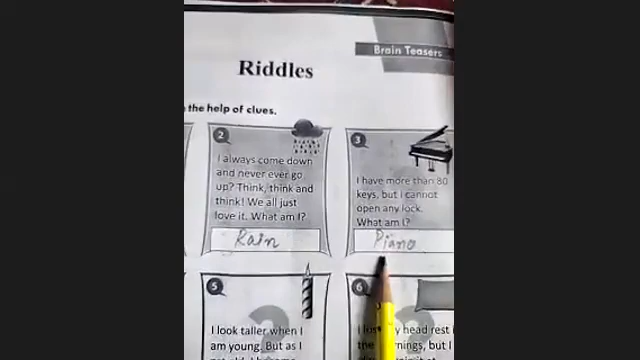 Brain Teasers
Riddles
the help of clues.
2
I always come down
and never ever go
up? Think, think and
think! We all just
love it. What am I?
Rain
3
I have more than 80
keys, but I cannot
open any lock.
What am I?
Piano
5
I look taller when I
am young. But as I
6
head rest
but I